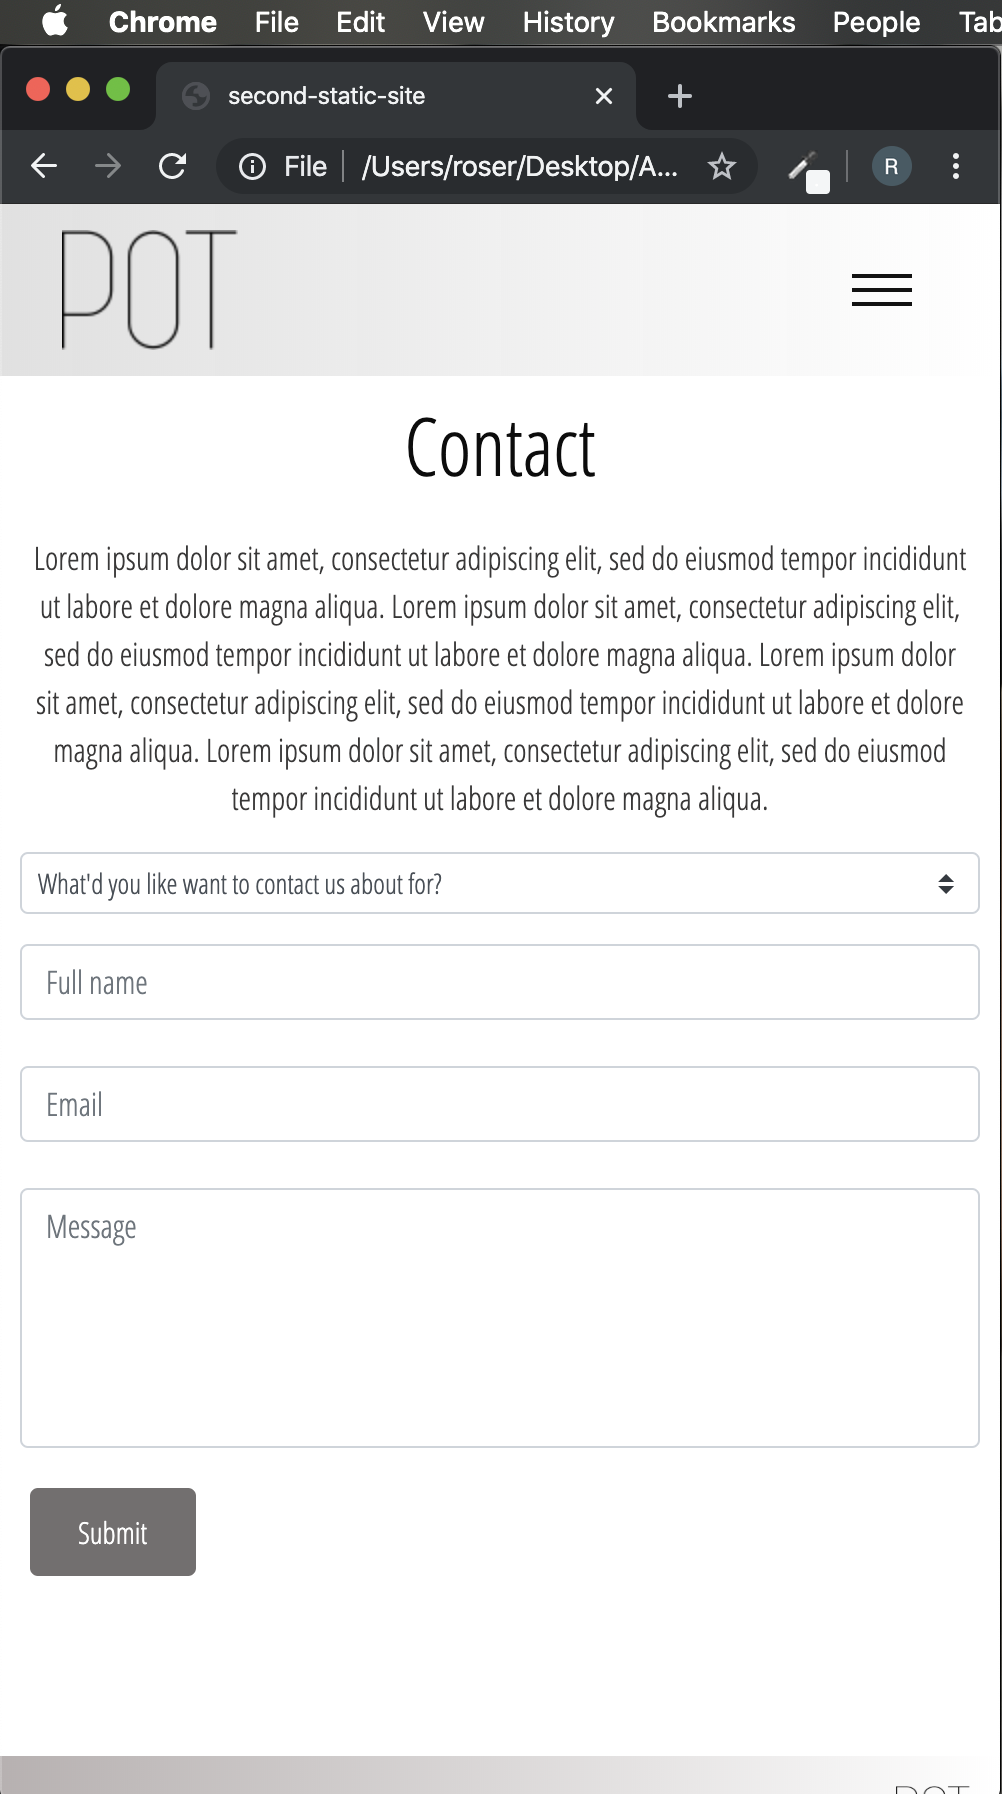 Chrome File Edit View History Bookmarks People Tab
second-static-site
File /Users/roser/Desktop/A... R
POT
Contact
Lorem ipsum dolor sit amet, consectetur adipiscing elit, sed do eiusmod tempor incididunt
ut labore et dolore magna aliqua. Lorem ipsum dolor sit amet, consectetur adipiscing elit,
sed do eiusmod tempor incididunt ut labore et dolore magna aliqua. Lorem ipsum dolor
sit amet, consectetur adipiscing elit, sed do eiusmod tempor incididunt ut labore et dolore
magna aliqua. Lorem ipsum dolor sit amet, consectetur adipiscing elit, sed do eiusmod
tempor incididunt ut labore et dolore magna aliqua.
What'd you like want to contact us about for?
Full name
Email
Message
Submit
POT